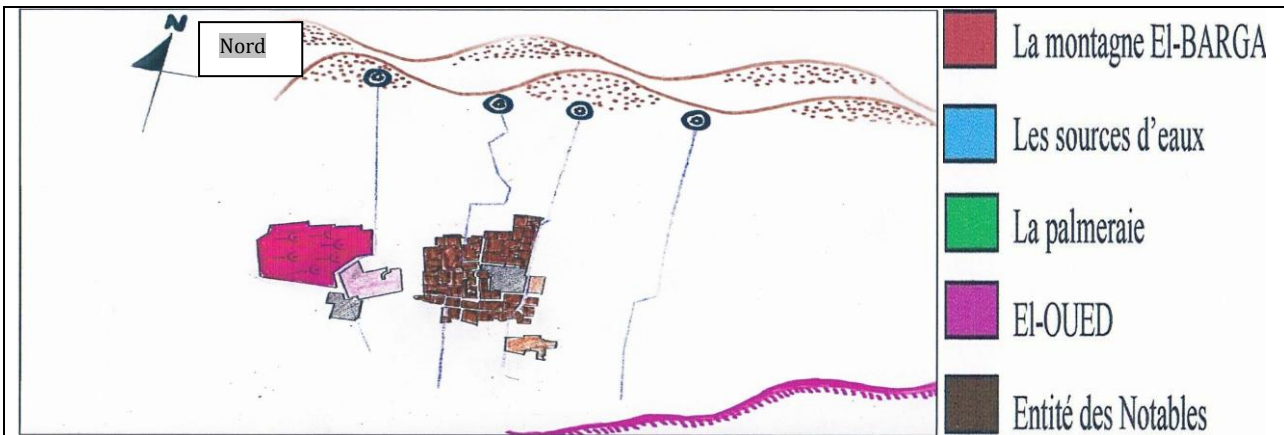 N
Nord
La montagne El-BARGA
Les sources d'eaux
La palmeraie
El-OUED
Entité des Notables